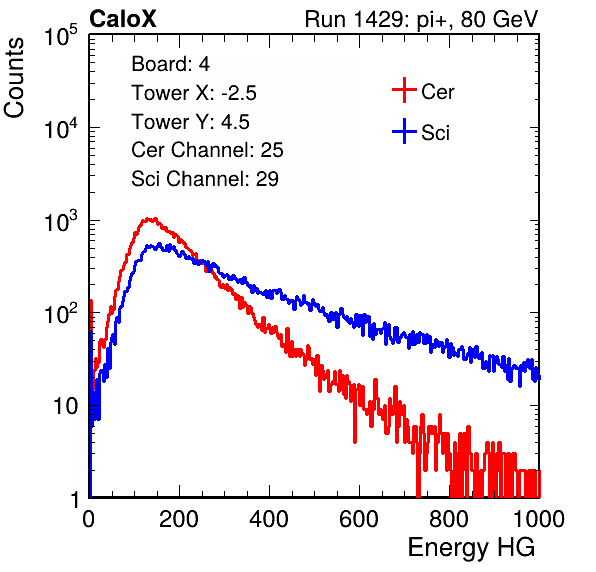 CaloX Run 1429: pi+, 80 GeV
Counts
10^5
10^4
10^3
10^2
10
1
Board: 4
Tower X: -2.5
Tower Y: 4.5
Cer Channel: 25
Sci Channel: 29
Cer
Sci
0 200 400 600 800 1000
Energy HG